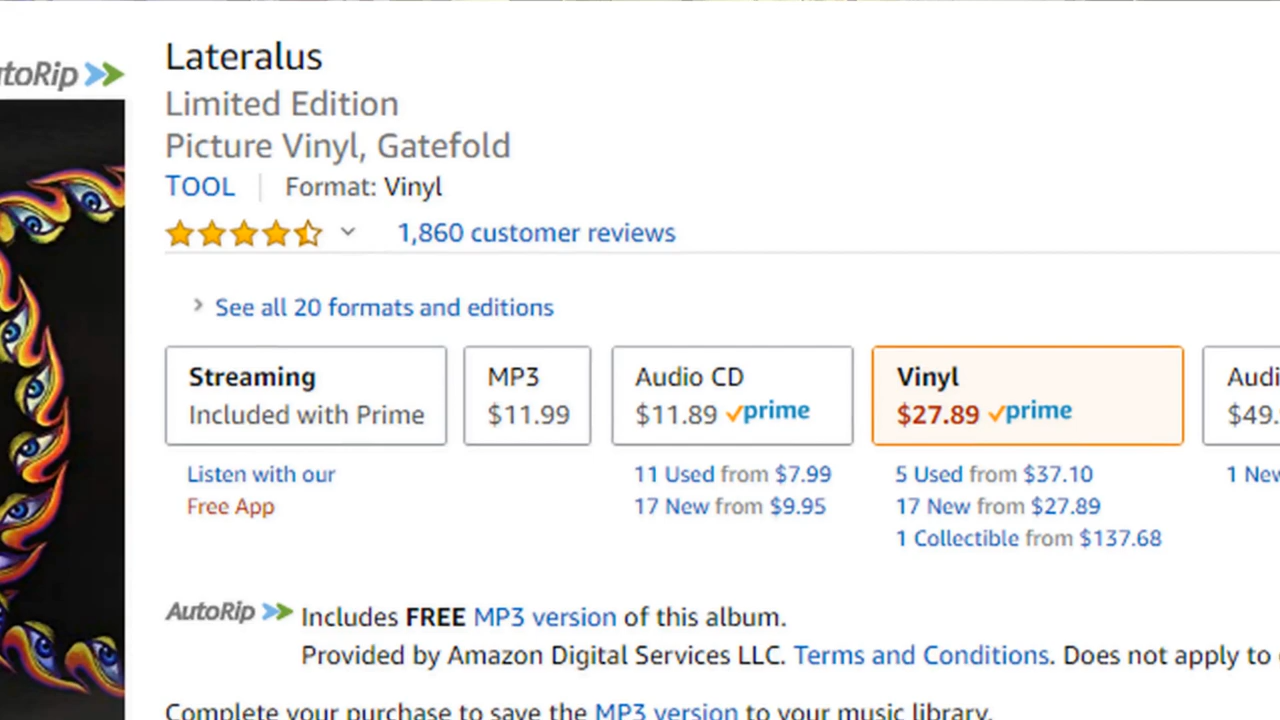 Lateralus
toRip
Limited Edition
Picture Vinyl, Gatefold
TOOL Format: Vinyl
1,860 customer reviews
See all 20 formats and editions
Streaming
Included with Prime
MP3
$11.99
Audio CD
$11.89 prime
Vinyl
$27.89 prime
Audi
$49.
Listen with our
Free App
11 Used from $7.99
17 New from $9.95
5 Used from $37.10
17 New from $27.89
1 Collectible from $137.68
1 New
AutoRip Includes FREE MP3 version of this album.
Provided by Amazon Digital Services LLC. Terms and Conditions. Does not apply to
Complete your purchase to save the MP3 version to your music library.